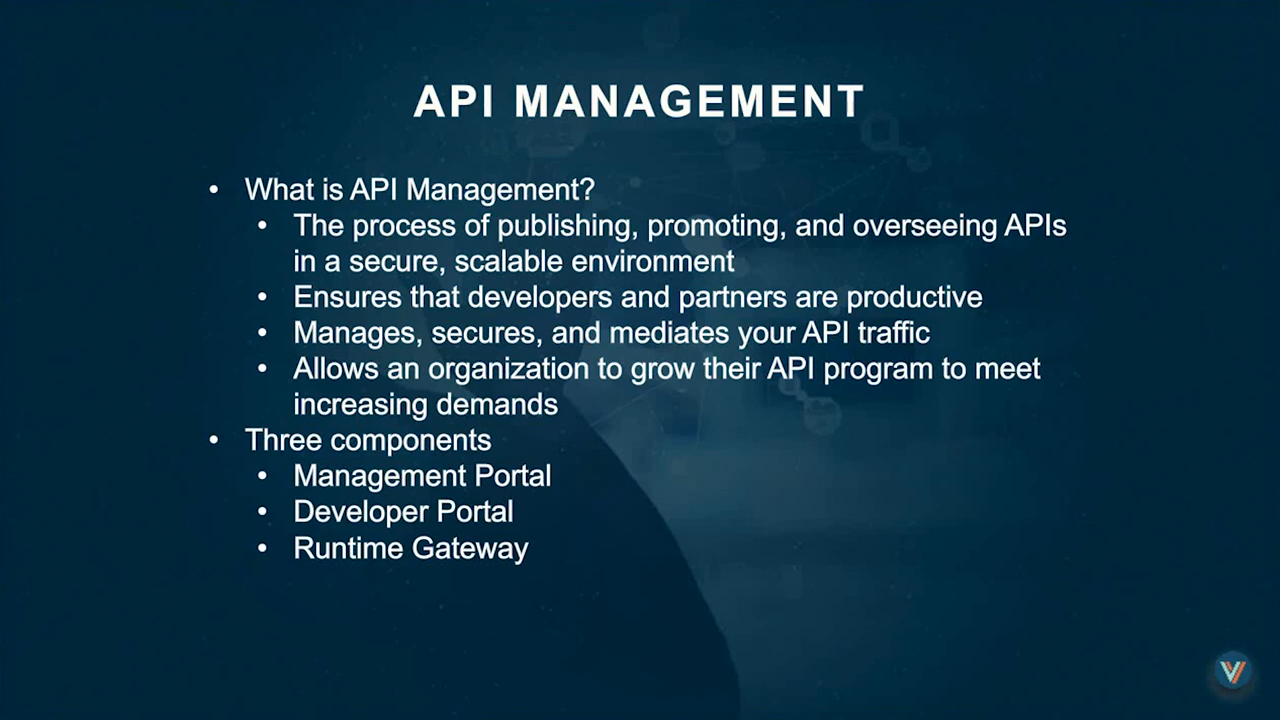 API MANAGEMENT
• What is API Management?
• The process of publishing, promoting, and overseeing APIs
in a secure, scalable environment
• Ensures that developers and partners are productive
• Manages, secures, and mediates your API traffic
• Allows an organization to grow their API program to meet
increasing demands
• Three components
• Management Portal
• Developer Portal
• Runtime Gateway